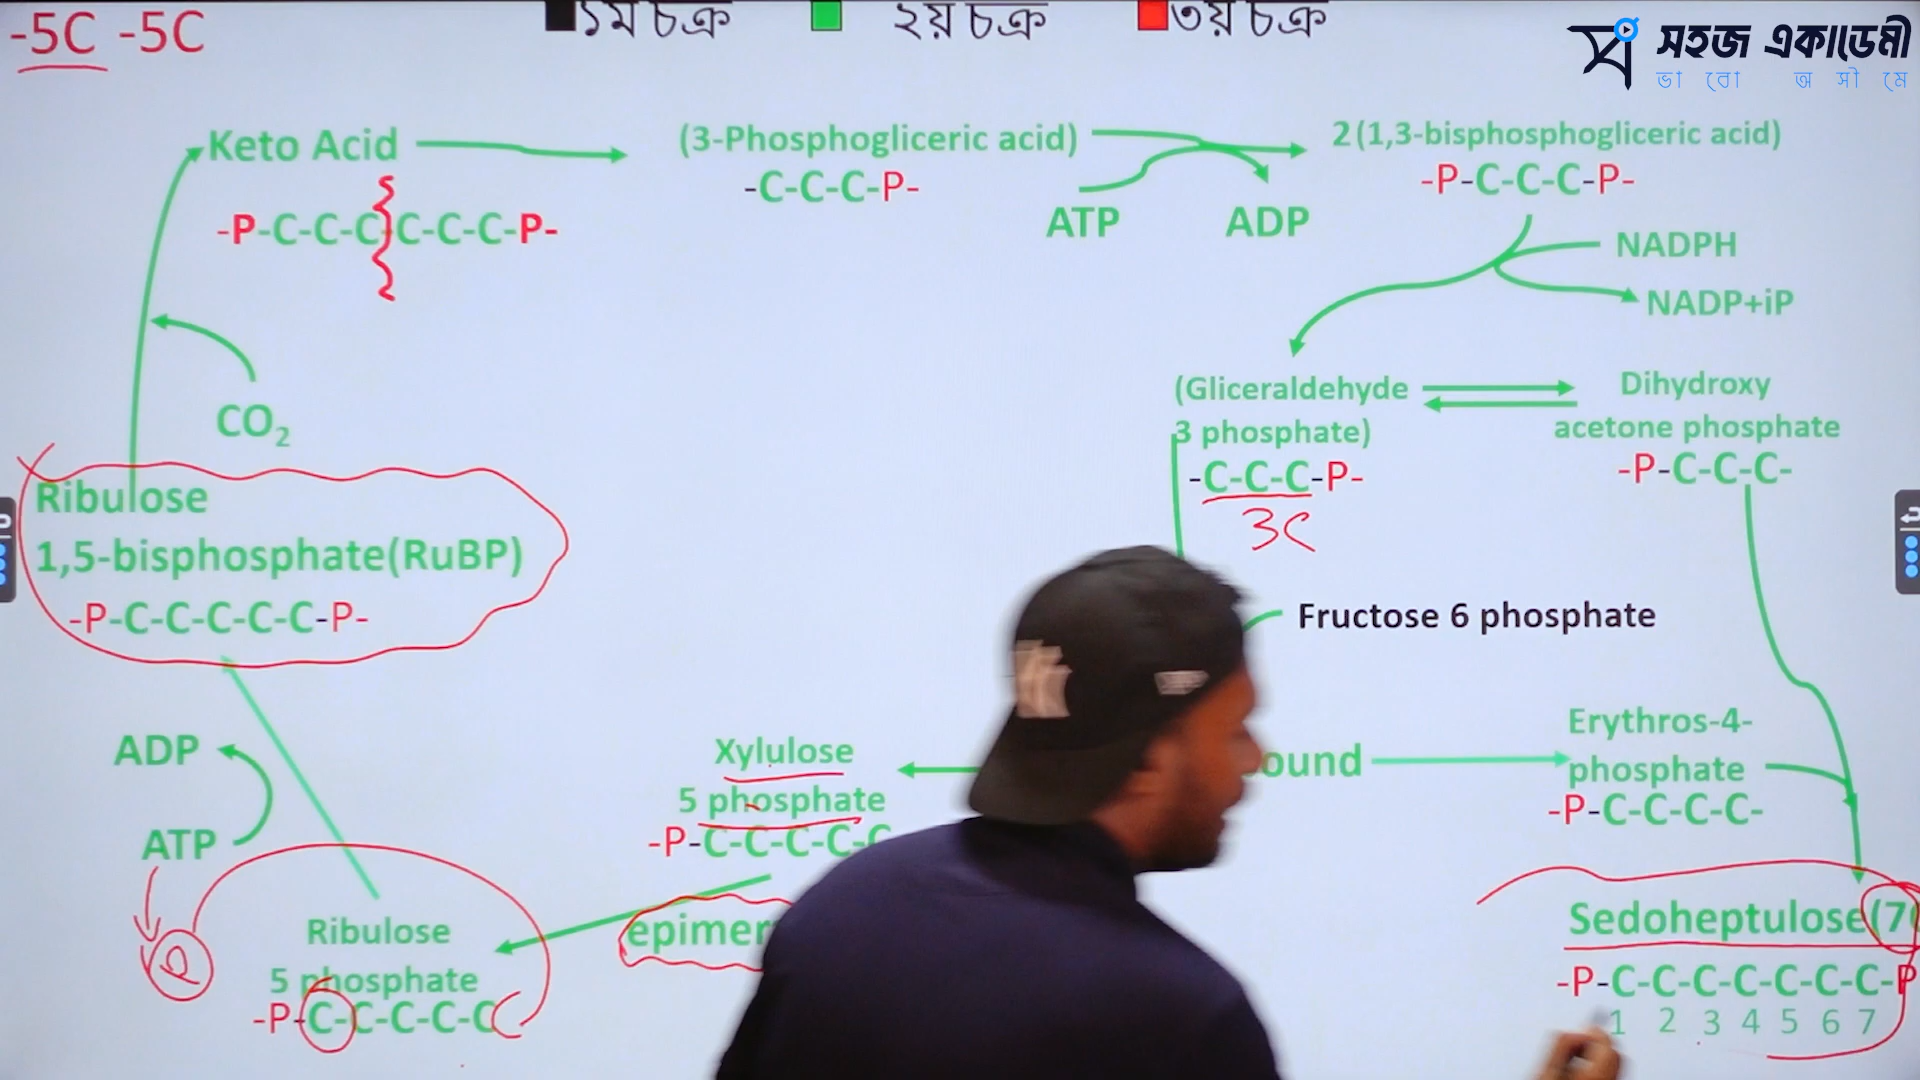 -5C -5C
১ম চক্র ২য় চক্র ৩য় চক্র
সহজ একাডেমী
ভা রো অ সী মে
Keto Acid
-P-C-C-C-C-C-C-P-
(3-Phosphogliceric acid)
-C-C-C-P-
ATP
ADP
2(1,3-bisphosphogliceric acid)
-P-C-C-C-P-
NADPH
NADP+iP
CO₂
(Gliceraldehyde
3 phosphate)
-C-C-C-P-
3C
Dihydroxy
acetone phosphate
-P-C-C-C-
Ribulose
1,5-bisphosphate(RuBP)
-P-C-C-C-C-C-P-
Fructose 6 phosphate
ADP
ATP
Xylulose
5 phosphate
-P-C-C-C-C-C
ound
Erythros-4-
phosphate
-P-C-C-C-C-
epimer
Ribulose
5 phosphate
-P-C-C-C-C-C
P
Sedoheptulose(7
-P-C-C-C-C-C-C-C-P
1 2 3 4 5 6 7